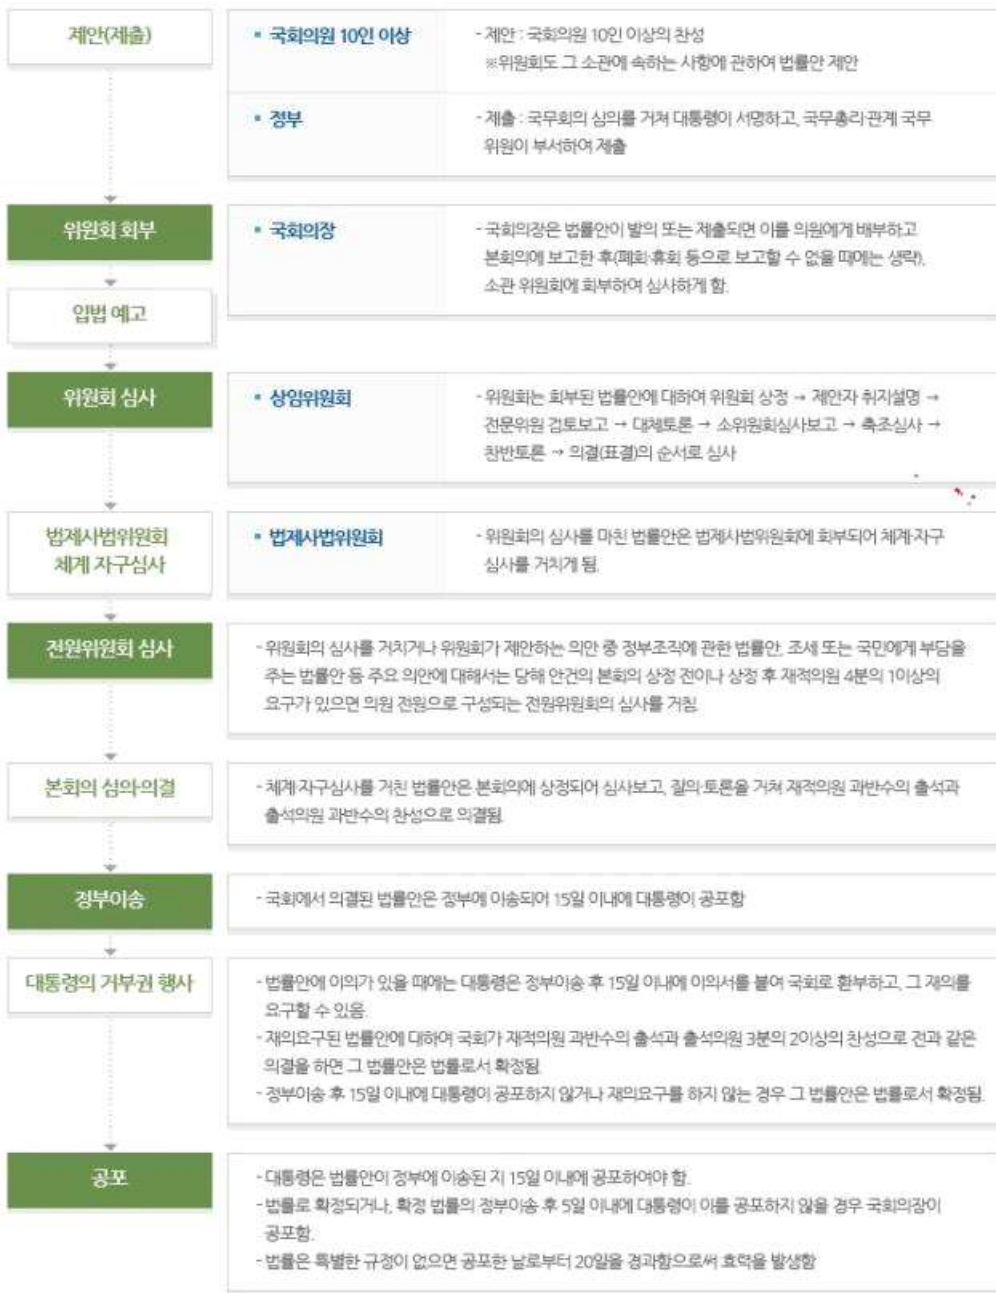 제안(제출)
▪ 국회의원 10인 이상
- 제안 : 국회의원 10인 이상의 찬성
※위원회도 그 소관에 속하는 사항에 관하여 법률안 제안
▪ 정부
- 제출 : 국무회의 심의를 거쳐 대통령이 서명하고, 국무총리·관계 국무
위원이 부서하여 제출
위원회 회부
▪ 국회의장
- 국회의장은 법률안이 발의 또는 제출되면 이를 의원에게 배부하고
본회의에 보고한 후(폐회·휴회 등으로 보고할 수 없을 때에는 생략),
소관 위원회에 회부하여 심사하게 함.
입법 예고
위원회 심사
▪ 상임위원회
- 위원회는 회부된 법률안에 대하여 위원회 상정 → 제안자 취지설명 →
전문위원 검토보고 → 대체토론 → 소위원회심사보고 → 축조심사 →
찬반토론 → 의결(표결)의 순서로 심사
법제사법위원회
체계 자구심사
▪ 법제사법위원회
- 위원회의 심사를 마친 법률안은 법제사법위원회에 회부되어 체계·자구
심사를 거치게 됨.
전원위원회 심사
- 위원회의 심사를 거치거나 위원회가 제안하는 의안 중 정부조직에 관한 법률안, 조세 또는 국민에게 부담을
주는 법률안 등 주요 의안에 대해서는 당해 안건의 본회의 상정 전이나 상정 후 재적의원 4분의 1이상의
요구가 있으면 의원 전원으로 구성되는 전원위원회의 심사를 거침.
본회의 심의·의결
- 체계·자구심사를 거친 법률안은 본회의에 상정되어 심사보고, 질의·토론을 거쳐 재적의원 과반수의 출석과
출석의원 과반수의 찬성으로 의결됨.
정부이송
- 국회에서 의결된 법률안은 정부에 이송되어 15일 이내에 대통령이 공포함
대통령의 거부권 행사
- 법률안에 이의가 있을 때에는 대통령은 정부이송 후 15일 이내에 이의서를 붙여 국회로 환부하고, 그 재의를
요구할 수 있음.
- 재의요구된 법률안에 대하여 국회가 재적의원 과반수의 출석과 출석의원 3분의 2이상의 찬성으로 전과 같은
의결을 하면 그 법률안은 법률로서 확정됨.
- 정부이송 후 15일 이내에 대통령이 공포하지 않거나 재의요구를 하지 않는 경우 그 법률안은 법률로서 확정됨.
공포
- 대통령은 법률안이 정부에 이송된 지 15일 이내에 공포하여야 함.
- 법률로 확정되거나, 확정 법률의 정부이송 후 5일 이내에 대통령이 이를 공포하지 않을 경우 국회의장이
공포함.
- 법률은 특별한 규정이 없으면 공포한 날로부터 20일을 경과함으로써 효력을 발생함